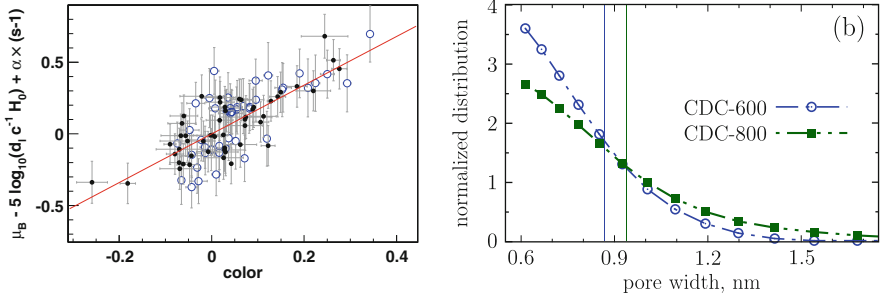 μB - 5 log10(dl c-1 H0) + α × (s-1)
0.5
0
-0.5
-0.2
0
0.2
0.4
color
(b)
normalized distribution
4
3
2
1
0
CDC-600
CDC-800
0.6
0.9
1.2
1.5
pore width, nm